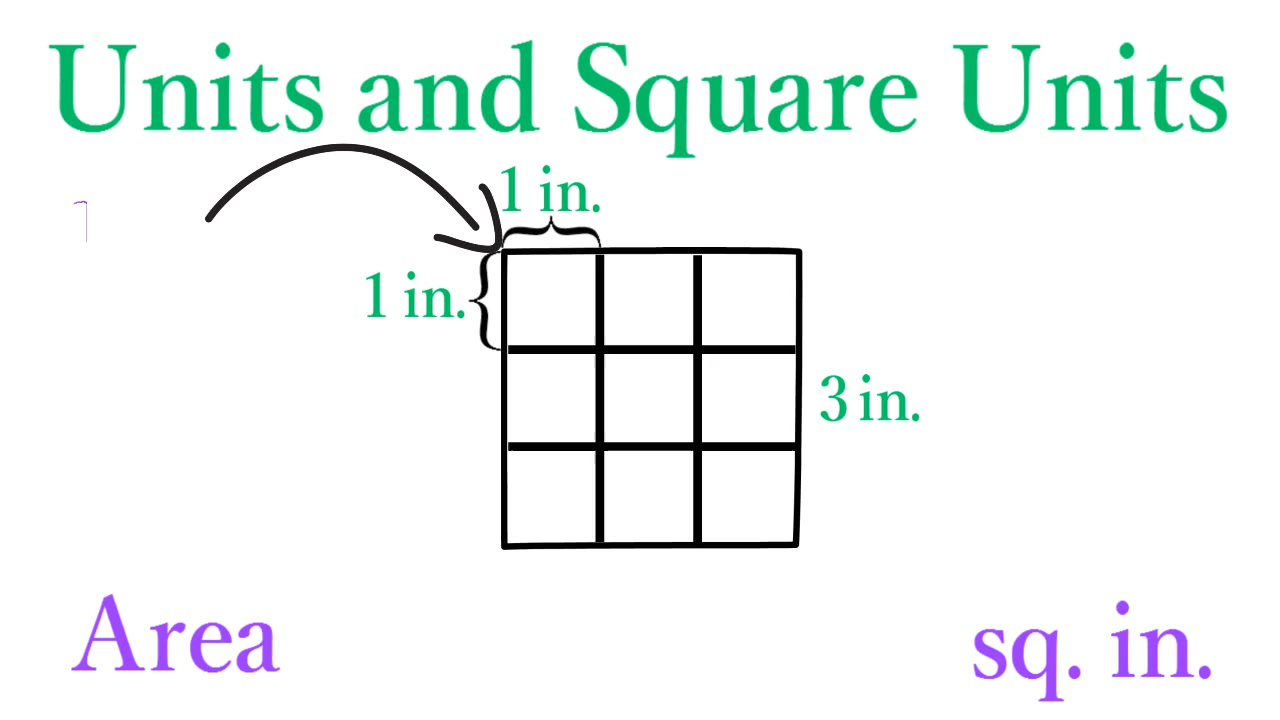 Units and Square Units
1 in.
1 in.
3 in.
Area
sq. in.